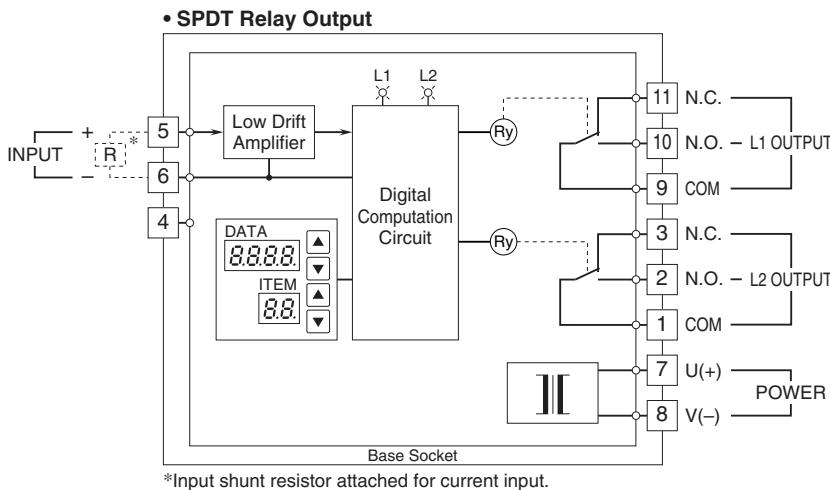 • SPDT Relay Output
L1 L2
INPUT
+
–
R
*
5
6
4
Low Drift
Amplifier
Digital
Computation
Circuit
DATA
8.8.8.8.
ITEM
8.8.
▲
▼
▲
▼
Ry
Ry
11 N.C.
10 N.O. – L1 OUTPUT
9 COM
3 N.C.
2 N.O. – L2 OUTPUT
1 COM
7 U(+)
POWER
8 V(–)
Base Socket
*Input shunt resistor attached for current input.